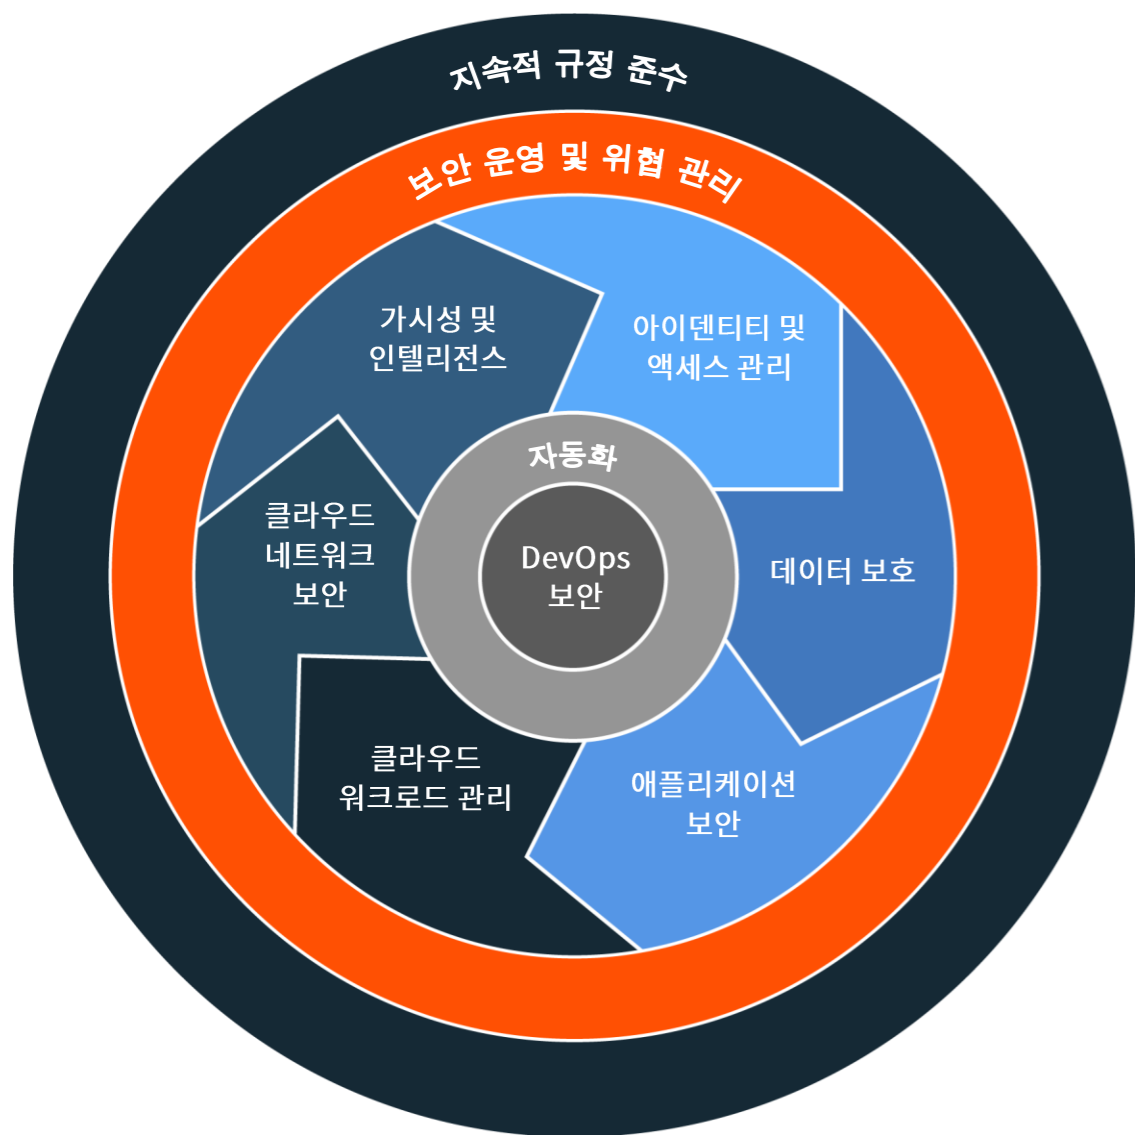 지속적 규정 준수
보안 운영 및 위협 관리
가시성 및
인텔리전스
아이덴티티 및
액세스 관리
자동화
클라우드
네트워크
보안
DevOps
보안
데이터 보호
클라우드
워크로드 관리
애플리케이션
보안